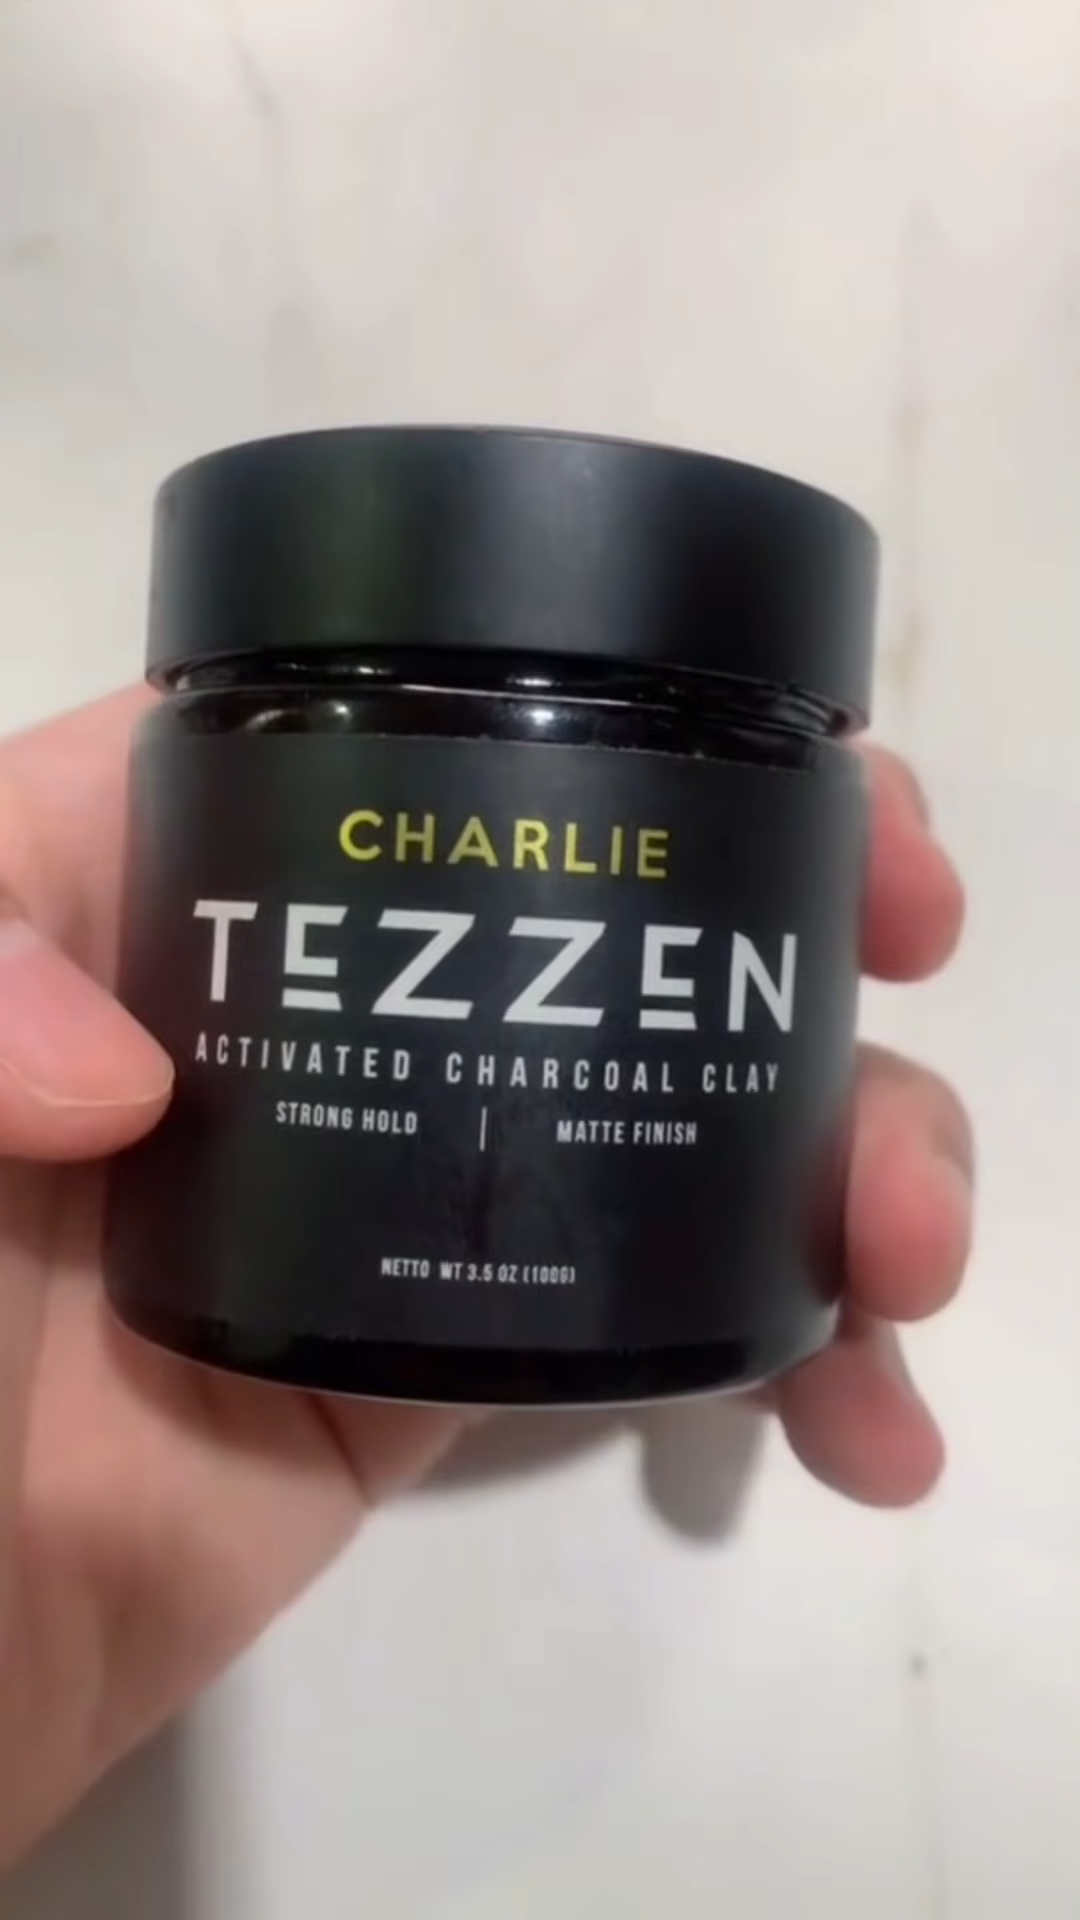 CHARLIE
TEZZEN
ACTIVATED CHARCOAL CLAY
STRONG HOLD | MATTE FINISH
NETTO WT 3.5 OZ (100G)